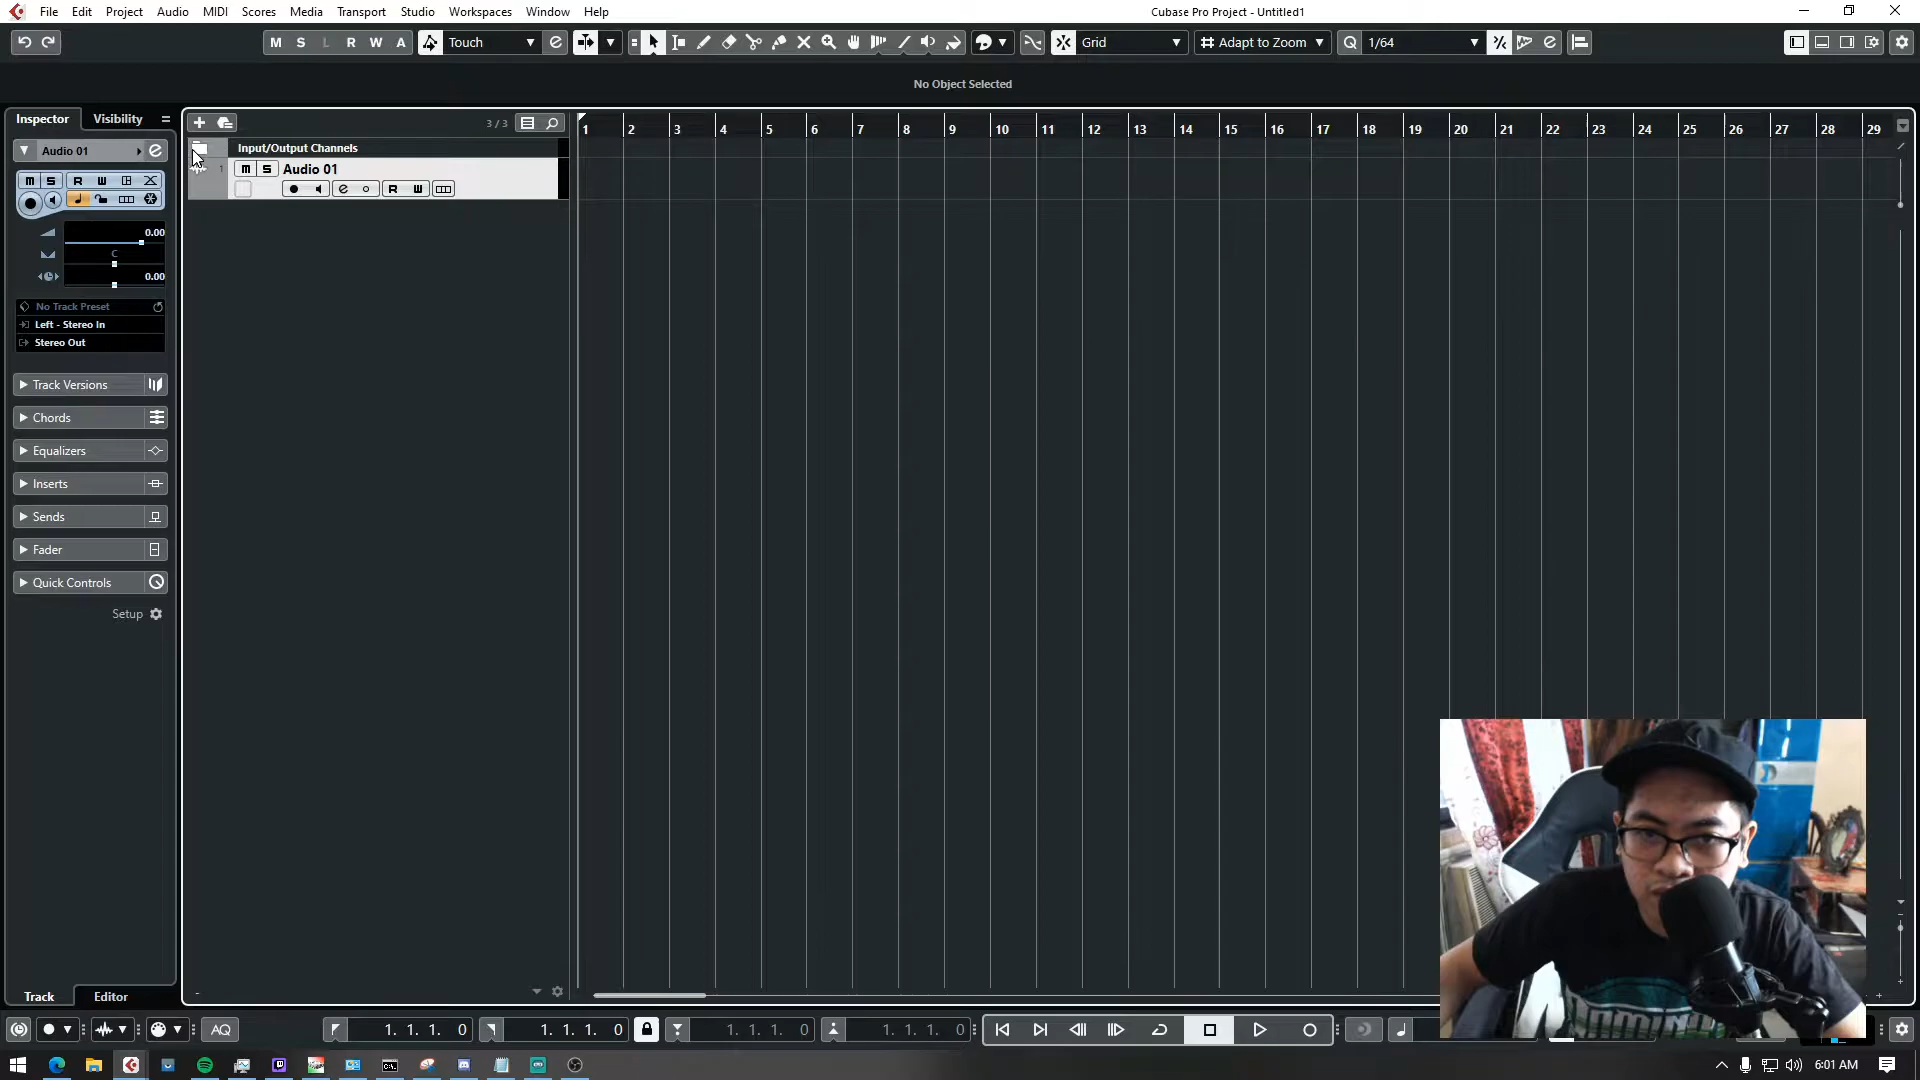 File Edit Project Audio MIDI Scores Media Transport Studio Workspaces Window Help
Cubase Pro Project - Untitled1
M S L R W A Touch Grid Adapt to Zoom Q 1/64
No Object Selected
Inspector Visibility
3 / 3
1 2 3 4 5 6 7 8 9 10 11 12 13 14 15 16 17 18 19 20 21 22 23 24 25 26 27 28 29
Audio 01
Input/Output Channels
1 M S Audio 01
R W
M S R W
0.00
C
0.00
No Track Preset
Left - Stereo In
Stereo Out
Track Versions
Chords
Equalizers
Inserts
Sends
Fader
Quick Controls
Setup
Track Editor
AQ 1. 1. 1. 0 1. 1. 1. 0 1. 1. 1. 0 1. 1. 1. 0
6:01 AM